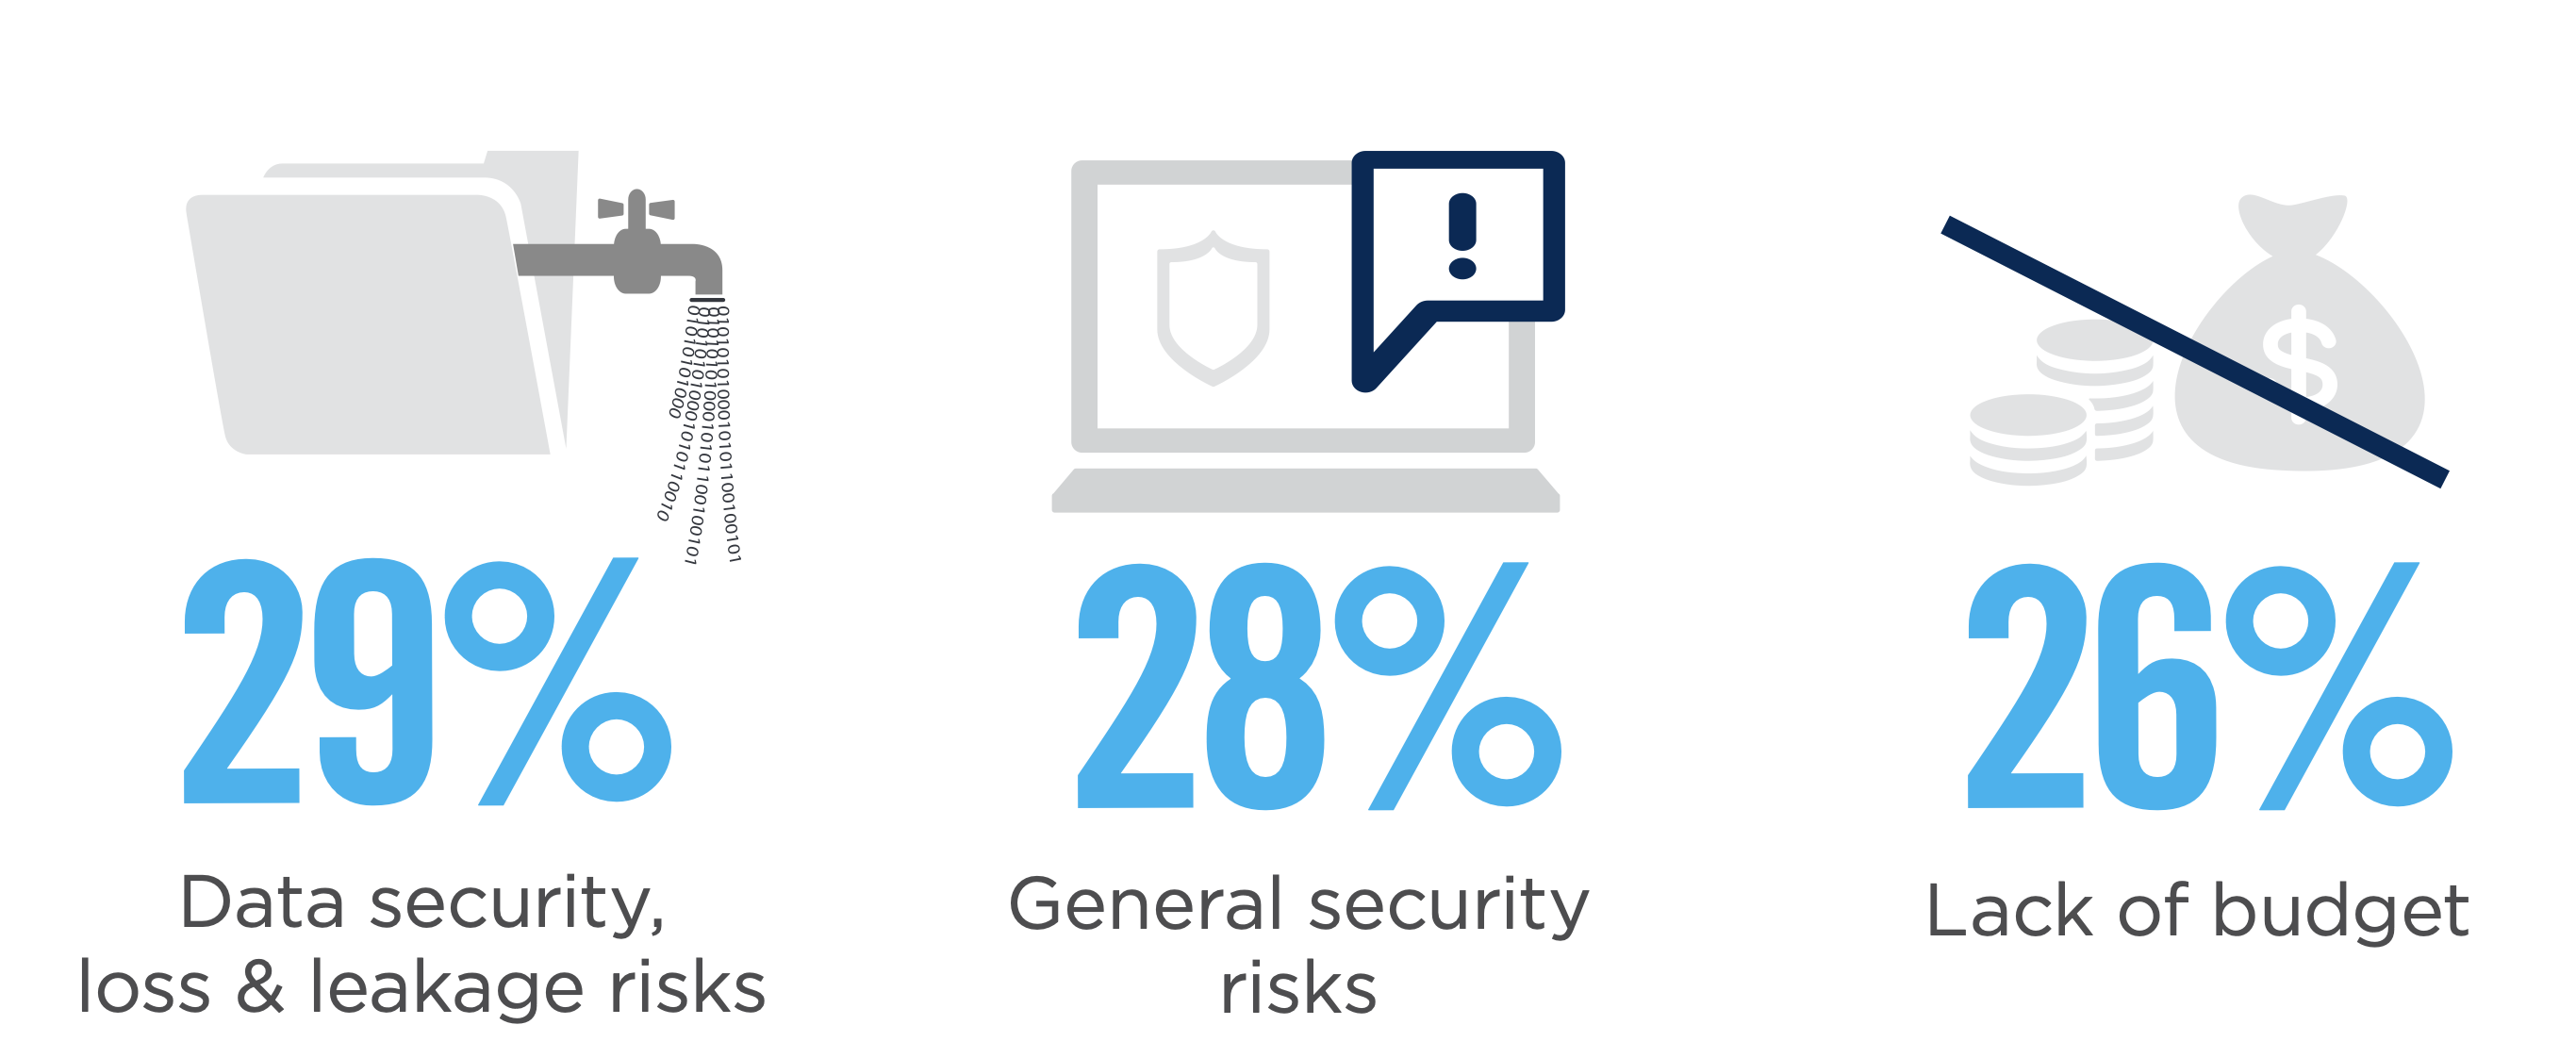 29%
Data security,
loss & leakage risks
!
28%
General security
risks
$
26%
Lack of budget